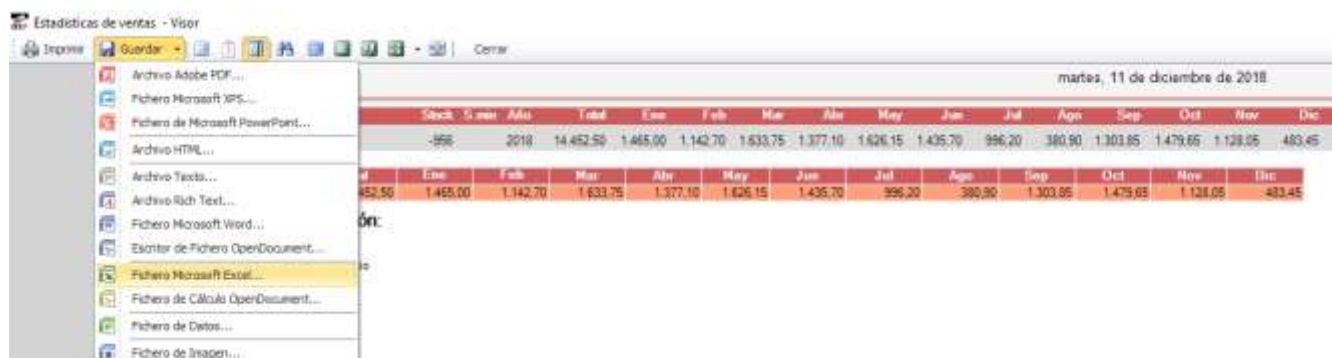 Estadísticas de ventas - Visor
Imprimir Guardar Cerrar
Archivo Adobe PDF...
martes, 11 de diciembre de 2018
Fichero Microsoft XPS...
Stock S.min Año Total Ene Feb Mar Abr May Jun Jul Ago Sep Oct Nov Dic
Fichero de Microsoft PowerPoint...
-956 2018 14.452,50 1.465,00 1.142,70 1.633,75 1.377,10 1.626,15 1.435,70 996,20 380,90 1.303,85 1.479,65 1.128,05 483,45
Archivo HTML...
Archivo Texto...
Ene Feb Mar Abr May Jun Jul Ago Sep Oct Nov Dic
452,50 1.465,00 1.142,70 1.633,75 1.377,10 1.626,15 1.435,70 996,20 380,90 1.303,85 1.479,65 1.128,05 483,45
Archivo Rich Text...
Fichero Microsoft Word...
ón:
Escritor de Fichero OpenDocument...
Fichero Microsoft Excel...
Fichero de Cálculo OpenDocument...
Fichero de Datos...
Fichero de Imagen...